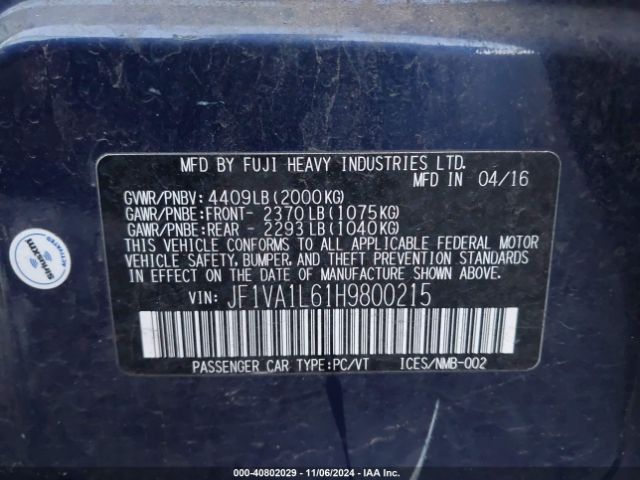 MFD BY FUJI HEAVY INDUSTRIES LTD.
MFD IN 04/16
GVWR/PNBV: 4409LB(2000KG)
GAWR/PNBE:FRONT- 2370LB(1075KG)
GAWR/PNBE:REAR - 2293LB(1040KG)
THIS VEHICLE CONFORMS TO ALL APPLICABLE FEDERAL MOTOR
VEHICLE SAFETY, BUMPER, AND THEFT PREVENTION STANDARDS
IN EFFECT ON THE DATE OF MANUFACTURE SHOWN ABOVE.
VIN: JF1VA1L61H9800215
PASSENGER CAR TYPE:PC/VT ICES/NMB-002
ACTIVATED
SiriusXM
00-40802029 - 11/06/2024 - IAA Inc.